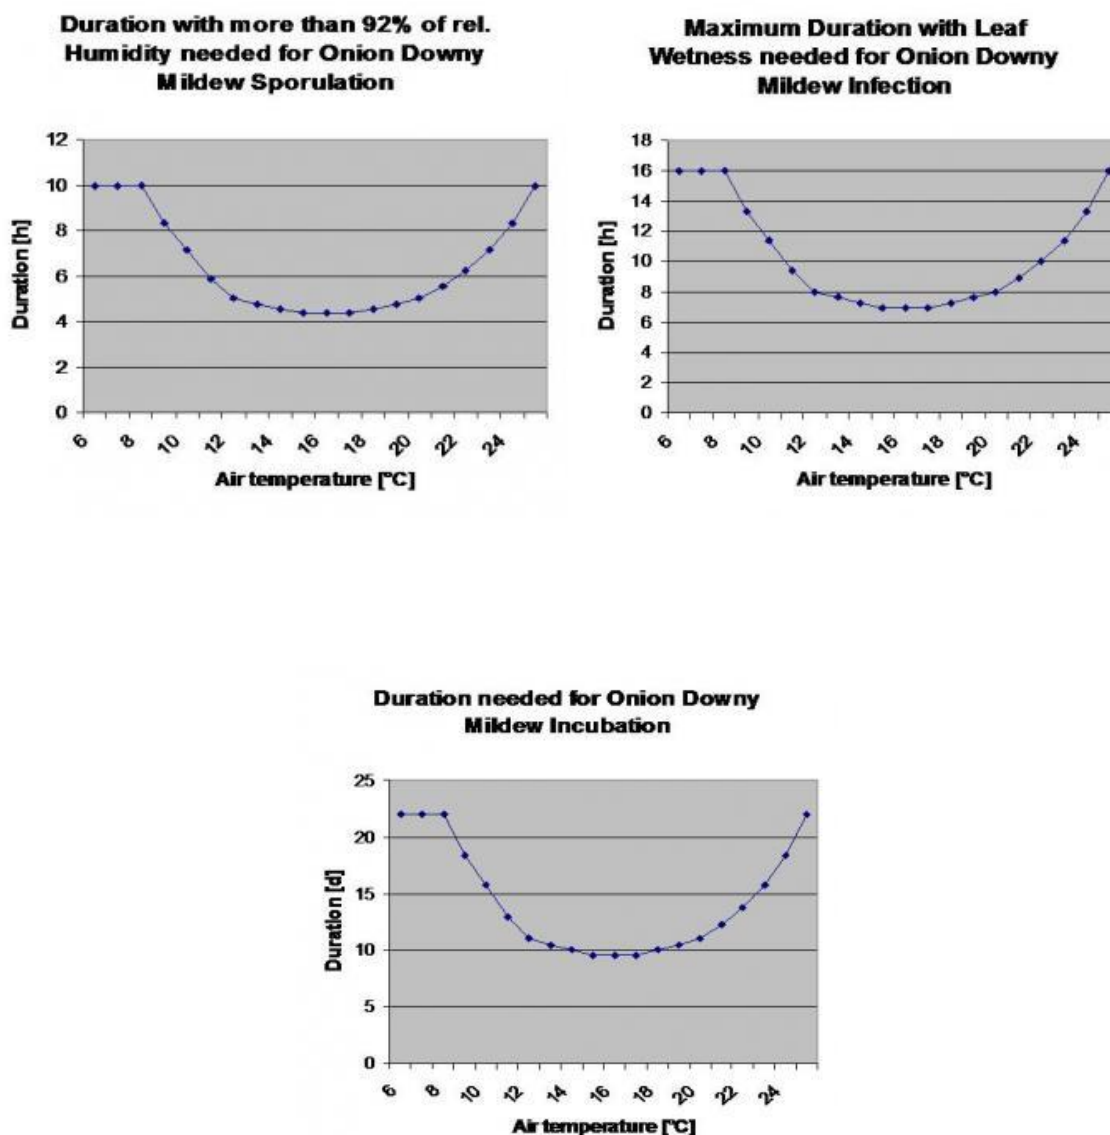 Duration with more than 92% of rel.
Humidity needed for Onion Downy
Mildew Sporulation
12
10
8
6
4
2
0
Duration [h]
6 8 10 12 14 16 18 20 22 24
Air temperature [°C]
Maximum Duration with Leaf
Wetness needed for Onion Downy
Mildew Infection
18
16
14
12
10
8
6
4
2
0
Duration [h]
6 8 10 12 14 16 18 20 22 24
Air temperature [°C]
Duration needed for Onion Downy
Mildew Incubation
25
20
15
10
5
0
Duration [d]
6 8 10 12 14 16 18 20 22 24
Air temperature [°C]